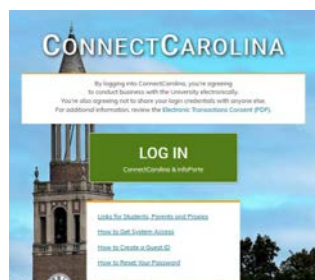 CONNECTCAROLINA
By logging into ConnectCarolina, you're agreeing
to conduct business with the University electronically.
You're also agreeing not to share your login credentials with anyone else.
For additional information, review the Electronic Transactions Consent (PDF).
LOG IN
ConnectCarolina & InfoPorte
Links for Students, Parents and Proxies
How to Get System Access
How to Create a Guest ID
How to Reset Your Password